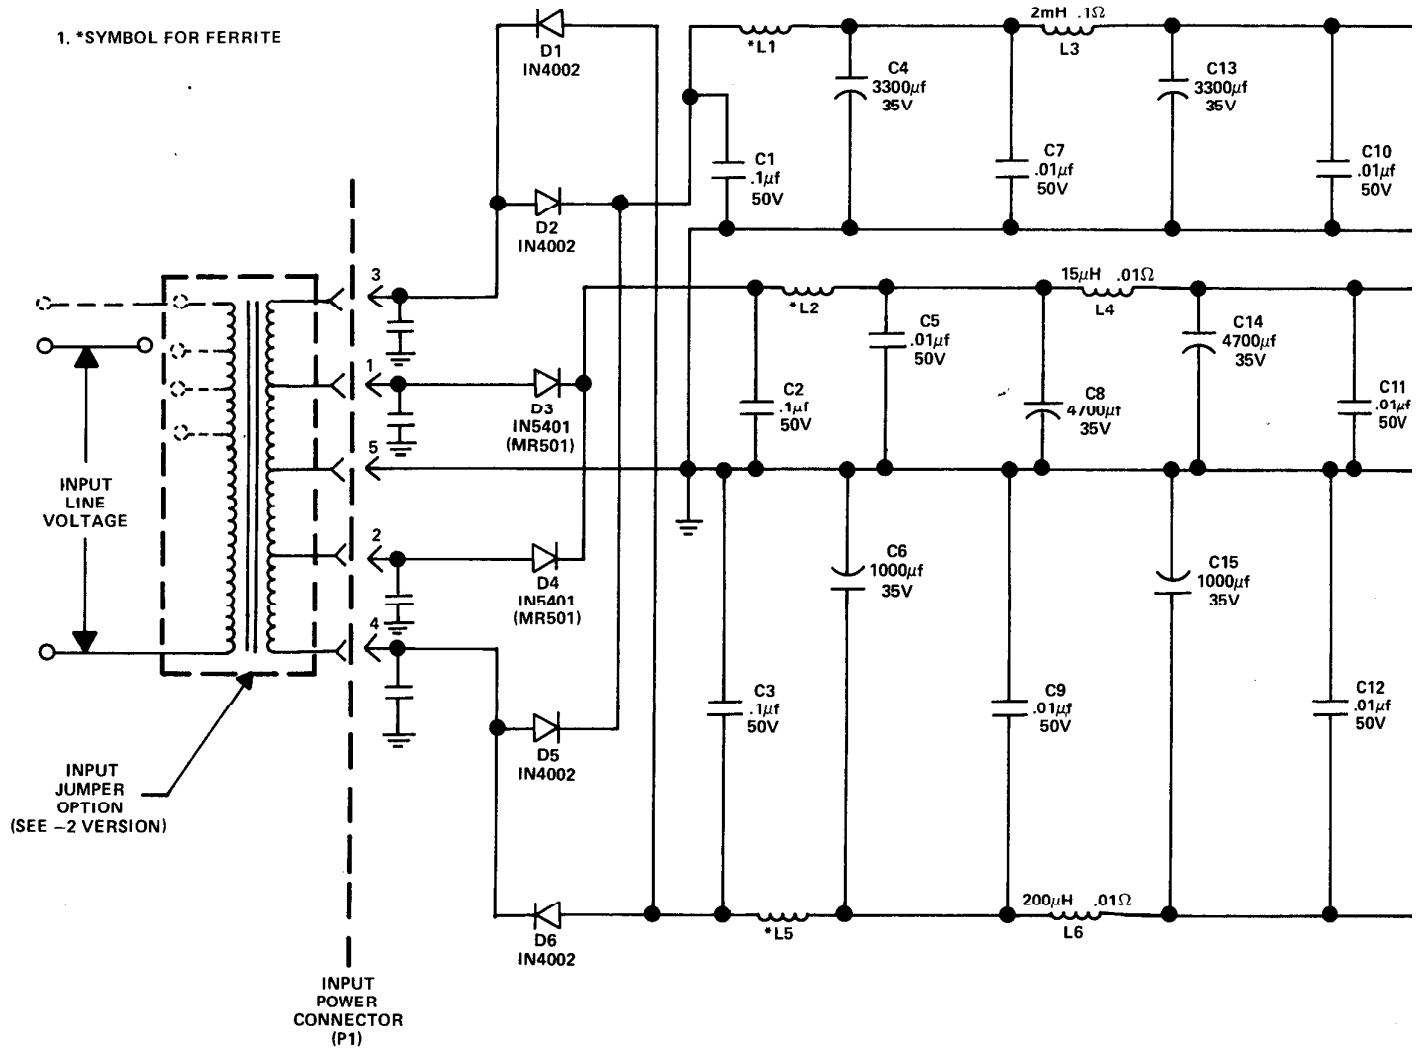 1. *SYMBOL FOR FERRITE
D1
IN4002
D2
IN4002
*L1
2mH .1Ω
L3
C4
3300µf
35V
C13
3300µf
35V
C1
.1µf
50V
C7
.01µf
50V
C10
.01µf
50V
3
1
5
2
4
D3
IN5401
(MR501)
D4
IN5401
(MR501)
*L2
15µH .01Ω
L4
C5
.01µf
50V
C14
4700µf
35V
C2
.1µf
50V
C8
4700µf
35V
C11
.01µf
50V
INPUT
LINE
VOLTAGE
C6
1000µf
35V
C15
1000µf
35V
C3
.1µf
50V
C9
.01µf
50V
C12
.01µf
50V
D5
IN4002
INPUT
JUMPER
OPTION
(SEE –2 VERSION)
D6
IN4002
*L5
200µH .01Ω
L6
INPUT
POWER
CONNECTOR
(P1)